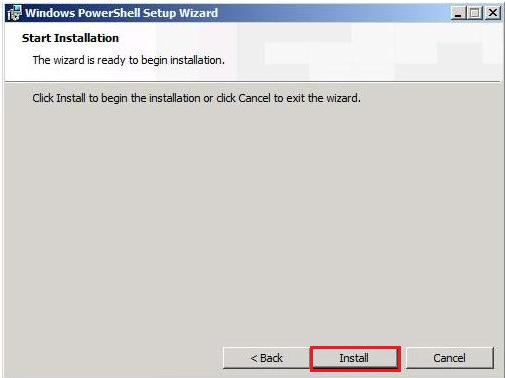 Windows PowerShell Setup Wizard
Start Installation
The wizard is ready to begin installation.
Click Install to begin the installation or click Cancel to exit the wizard.
< Back Install Cancel